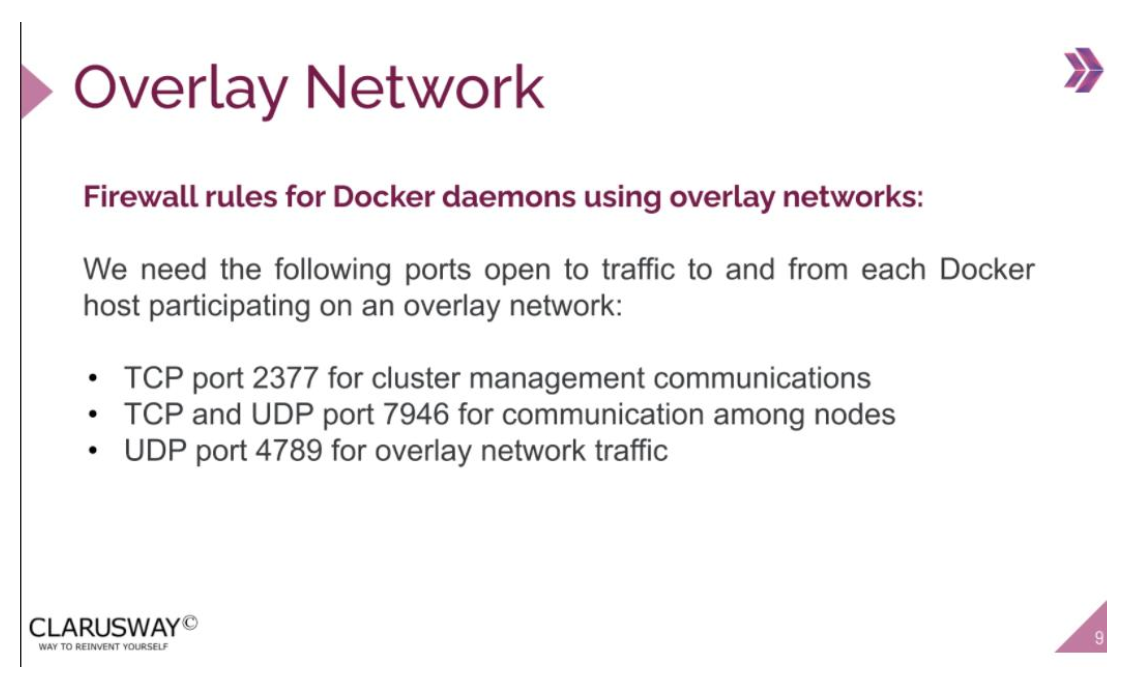 Overlay Network
Firewall rules for Docker daemons using overlay networks:
We need the following ports open to traffic to and from each Docker
host participating on an overlay network:
• TCP port 2377 for cluster management communications
• TCP and UDP port 7946 for communication among nodes
• UDP port 4789 for overlay network traffic
CLARUSWAY©
WAY TO REINVENT YOURSELF
9